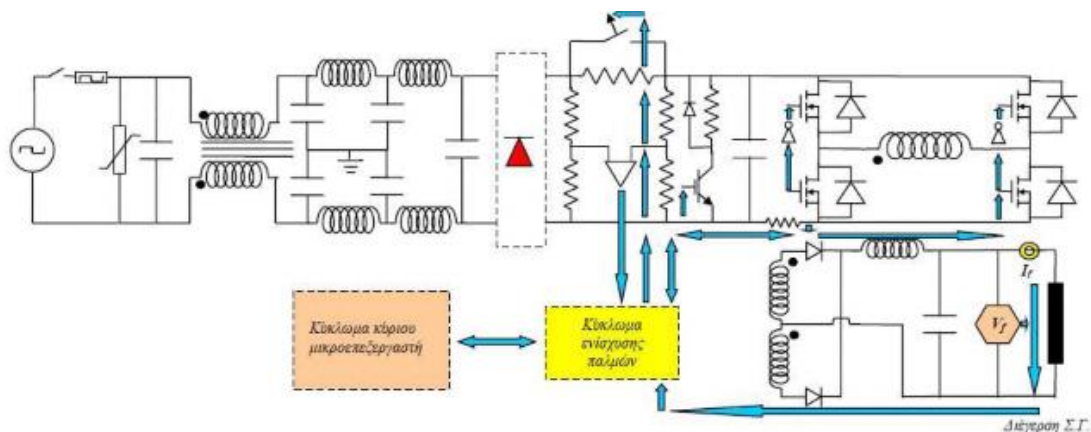 I_f
Κύκλωμα κύριου
μικροεπεξεργαστή
Κύκλωμα
ενίσχυσης
παλμών
V_f
Διέγερση Σ.Γ.